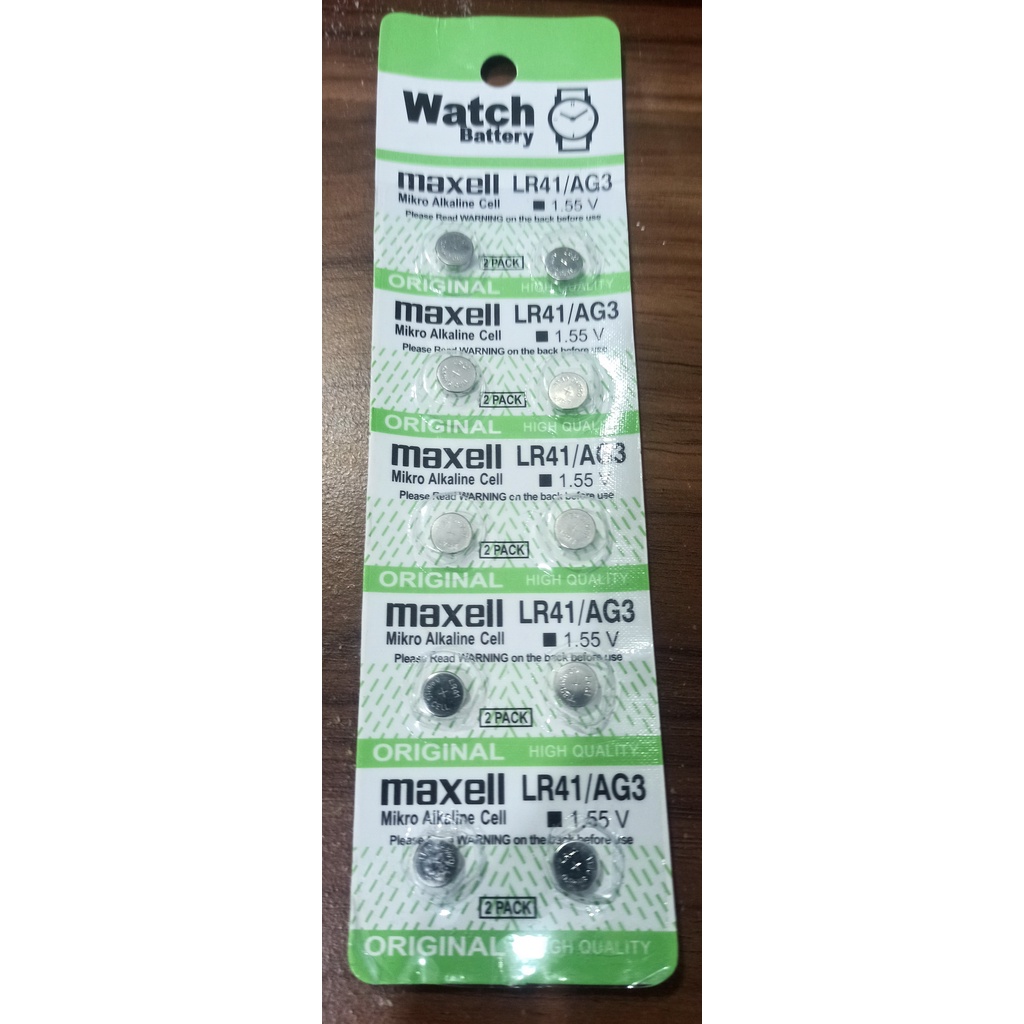 Watch
Battery
maxell LR41/AG3
Mikro Alkaline Cell 1.55 V
Please Read WARNING on the back before use
2 PACK
ORIGINAL HIGH QUALITY
maxell LR41/AG3
Mikro Alkaline Cell 1.55 V
Please Read WARNING on the back before use
2 PACK
ORIGINAL HIGH QUALITY
maxell LR41/AG3
Mikro Alkaline Cell 1.55 V
Please Read WARNING on the back before use
2 PACK
ORIGINAL HIGH QUALITY
maxell LR41/AG3
Mikro Alkaline Cell 1.55 V
Please Read WARNING on the back before use
LR41
CELL
2 PACK
ORIGINAL HIGH QUALITY
maxell LR41/AG3
Mikro Alkaline Cell 1.55 V
Please Read WARNING on the back before use
2 PACK
ORIGINAL HIGH QUALITY